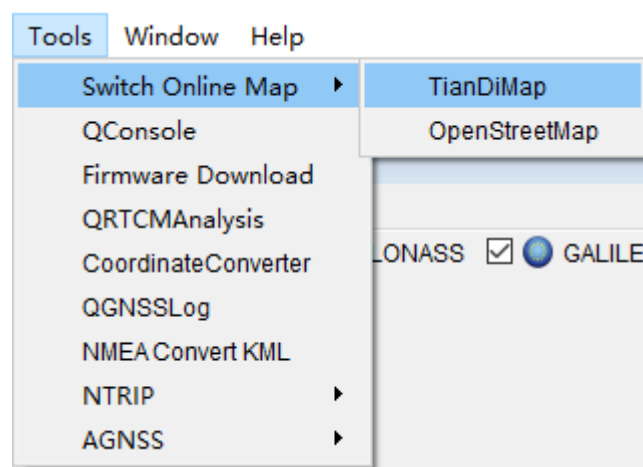 Tools Window Help
Switch Online Map
TianDiMap
QConsole
OpenStreetMap
Firmware Download
QRTCMAnalysis
CoordinateConverter
LONASS GALILE
QGNSSLog
NMEA Convert KML
NTRIP
AGNSS